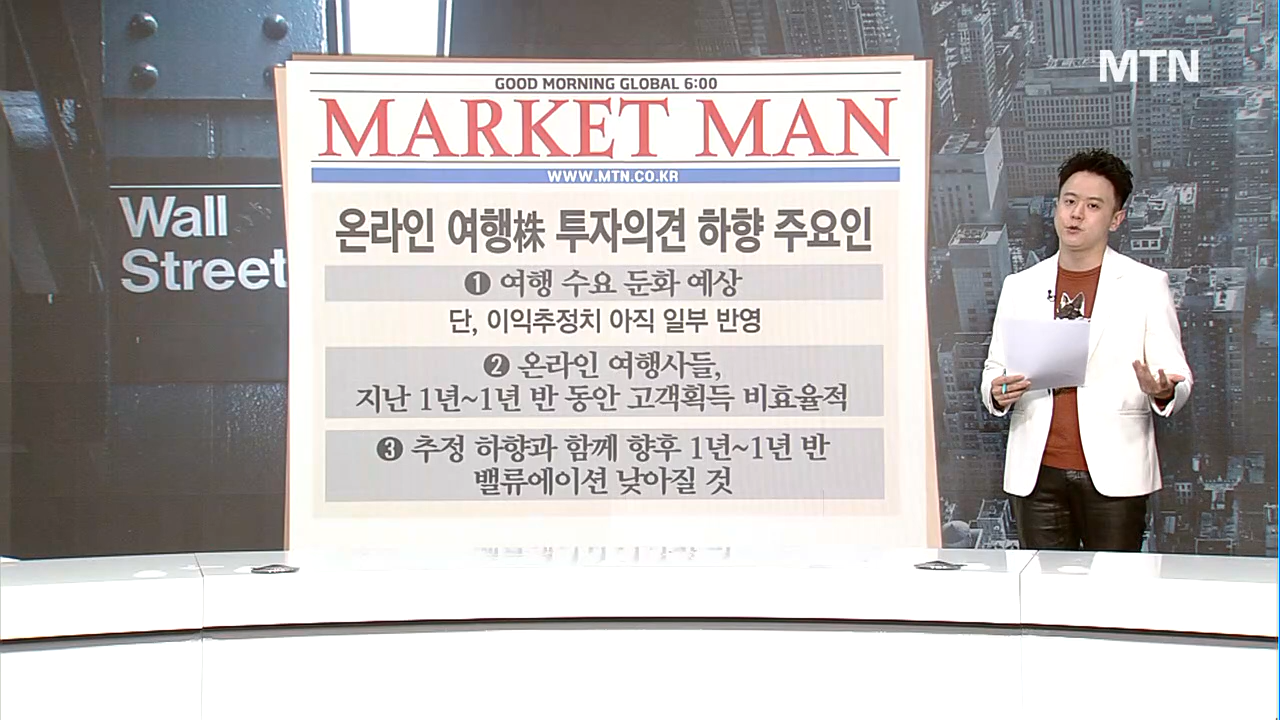 MTN
GOOD MORNING GLOBAL 6:00
MARKET MAN
WWW.MTN.CO.KR
Wall
Street
온라인 여행株 투자의견 하향 주요인
❶ 여행 수요 둔화 예상
단, 이익추정치 아직 일부 반영
❷ 온라인 여행사들,
지난 1년~1년 반 동안 고객획득 비효율적
❸ 추정 하향과 함께 향후 1년~1년 반
밸류에이션 낮아질 것